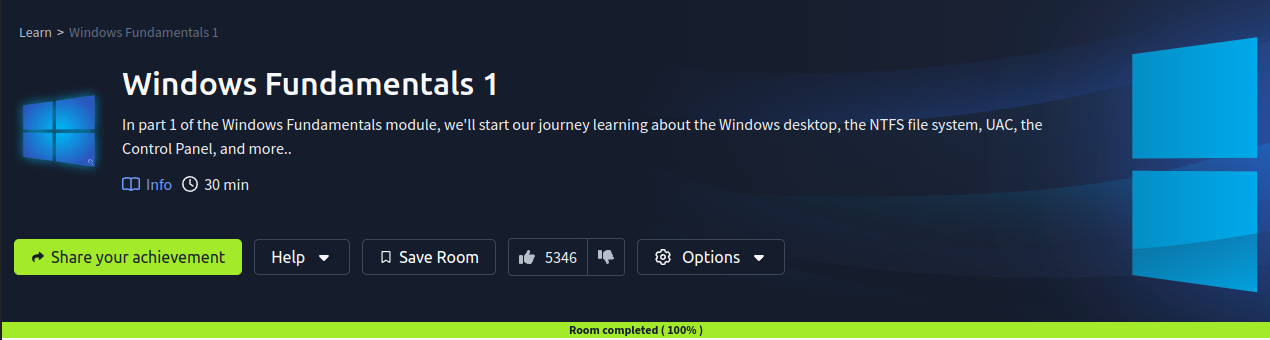 Learn > Windows Fundamentals 1
Windows Fundamentals 1
In part 1 of the Windows Fundamentals module, we'll start our journey learning about the Windows desktop, the NTFS file system, UAC, the
Control Panel, and more..
Info 30 min
Share your achievement Help Save Room 5346 Options
Room completed ( 100% )